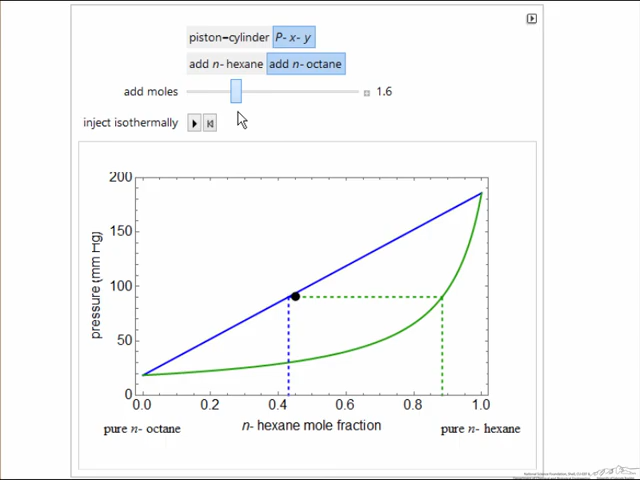 piston-cylinder P- x- y
add n- hexane add n- octane
add moles 1.6
inject isothermally
200
150
100
50
0
pressure (mm Hg)
0.0 0.2 0.4 0.6 0.8 1.0
pure n- octane n- hexane mole fraction pure n- hexane